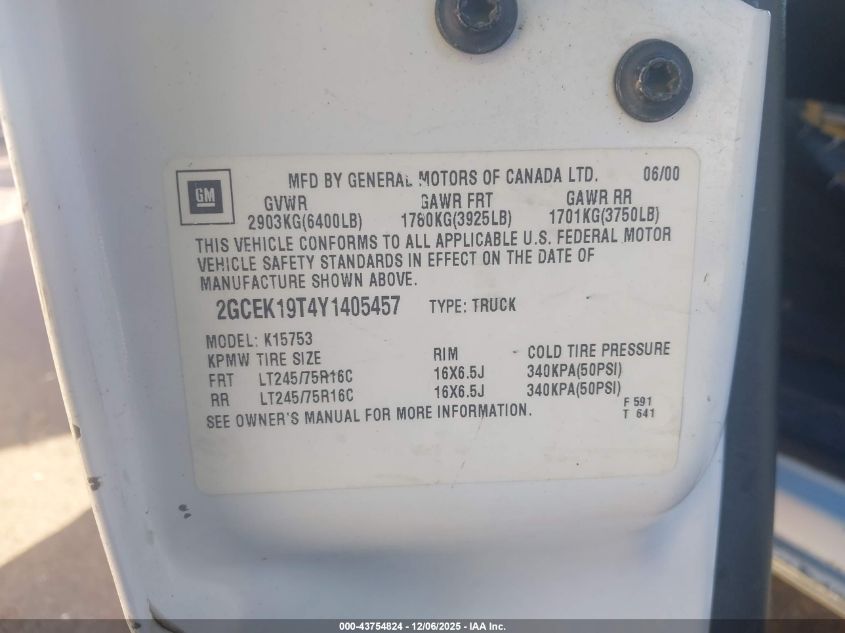 MFD BY GENERAL MOTORS OF CANADA LTD. 06/00
GM
GVWR GAWR FRT GAWR RR
2903KG(6400LB) 1780KG(3925LB) 1701KG(3750LB)
THIS VEHICLE CONFORMS TO ALL APPLICABLE U.S. FEDERAL MOTOR
VEHICLE SAFETY STANDARDS IN EFFECT ON THE DATE OF
MANUFACTURE SHOWN ABOVE.
2GCEK19T4Y1405457 TYPE: TRUCK
MODEL: K15753
KPMW TIRE SIZE RIM COLD TIRE PRESSURE
FRT LT245/75R16C 16X6.5J 340KPA(50PSI)
RR LT245/75R16C 16X6.5J 340KPA(50PSI)
SEE OWNER'S MANUAL FOR MORE INFORMATION. F 591
T 641
000-43754824 - 12/06/2025 - IAA Inc.